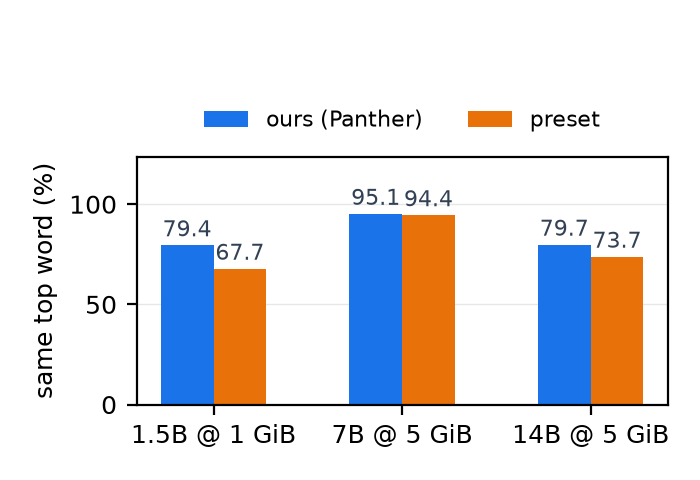 ours (Panther) preset
same top word (%)
100
50
0
79.4 67.7 95.1 94.4 79.7 73.7
1.5B @ 1 GiB 7B @ 5 GiB 14B @ 5 GiB